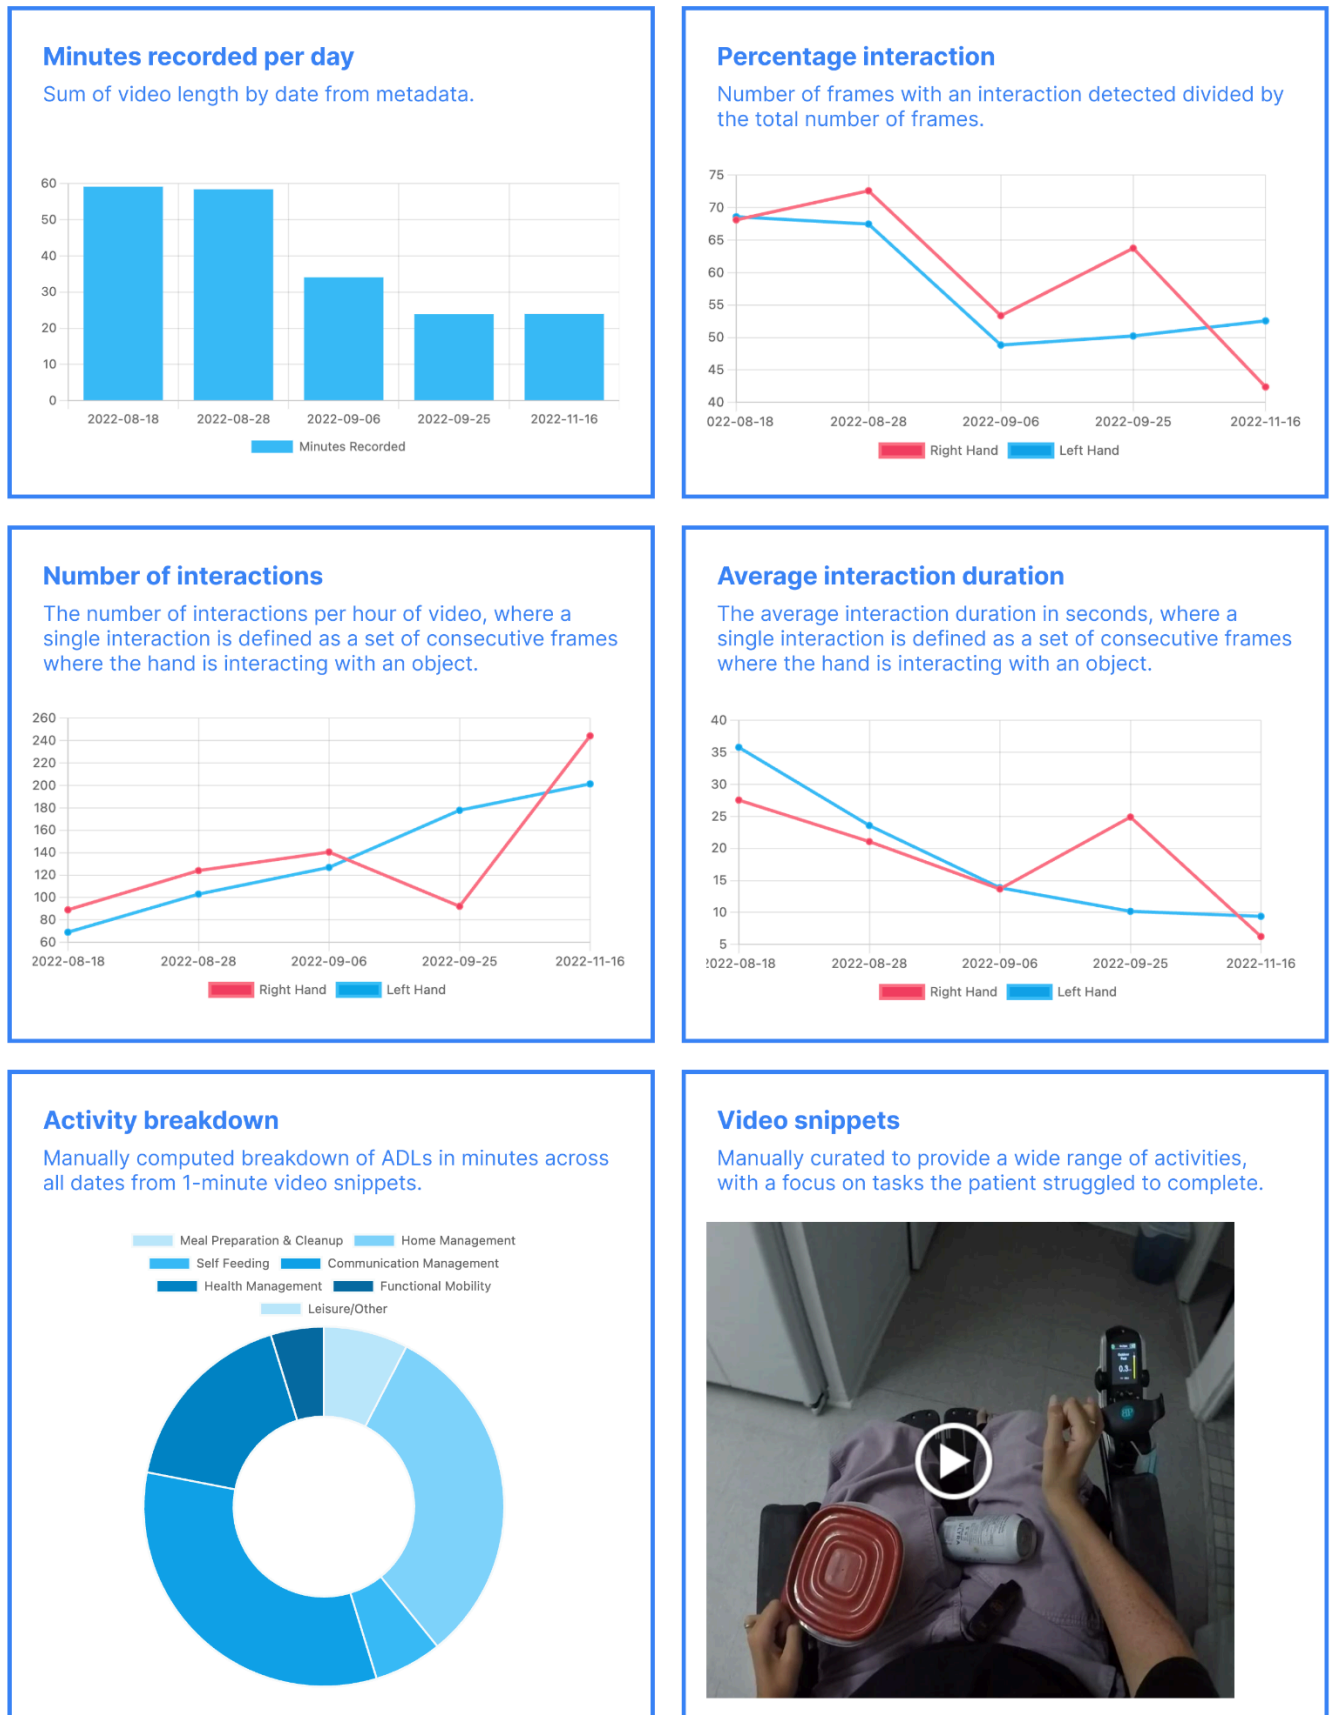 Minutes recorded per day
Sum of video length by date from metadata.
60
50
40
30
20
10
0
2022-08-18 2022-08-28 2022-09-06 2022-09-25 2022-11-16
Minutes Recorded
Percentage interaction
Number of frames with an interaction detected divided by
the total number of frames.
75
70
65
60
55
50
45
40
022-08-18 2022-08-28 2022-09-06 2022-09-25 2022-11-16
Right Hand Left Hand
Number of interactions
The number of interactions per hour of video, where a
single interaction is defined as a set of consecutive frames
where the hand is interacting with an object.
260
240
220
200
180
160
140
120
100
80
60
2022-08-18 2022-08-28 2022-09-06 2022-09-25 2022-11-16
Right Hand Left Hand
Average interaction duration
The average interaction duration in seconds, where a
single interaction is defined as a set of consecutive frames
where the hand is interacting with an object.
40
35
30
25
20
15
10
5
2022-08-18 2022-08-28 2022-09-06 2022-09-25 2022-11-16
Right Hand Left Hand
Activity breakdown
Manually computed breakdown of ADLs in minutes across
all dates from 1-minute video snippets.
Meal Preparation & Cleanup Home Management
Self Feeding Communication Management
Health Management Functional Mobility
Leisure/Other
Video snippets
Manually curated to provide a wide range of activities,
with a focus on tasks the patient struggled to complete.
0.3